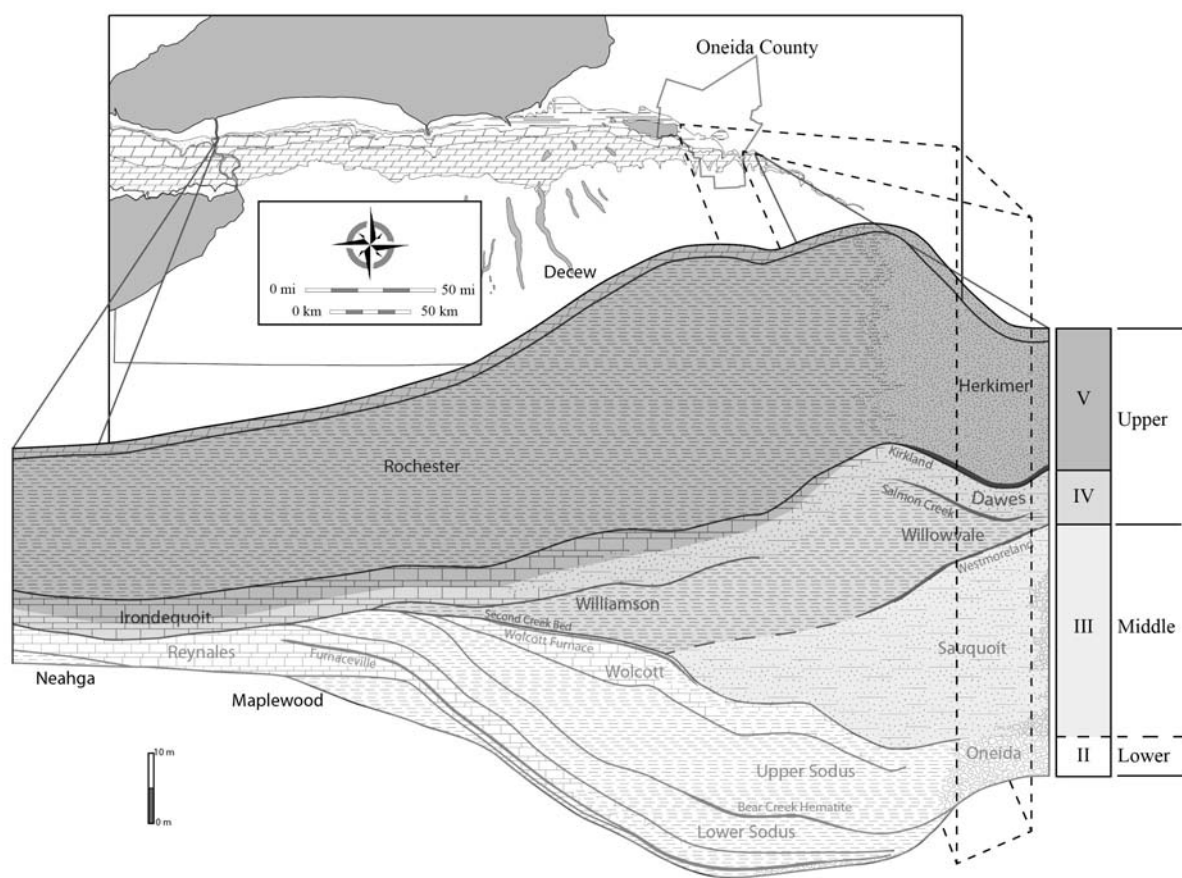 Oneida County
0 mi
50 mi
0 km
50 km
Decew
Herkimer
V
Upper
Rochester
Kirkland
Dawes
IV
Salmon Creek
Willowvale
Westmoreland
Williamson
Irondequoit
Second Creek Bed
Wolcott Furnace
III
Middle
Sauquoit
Reynales
Furnaceville
Wolcott
Neahga
Maplewood
10 m
Oneida
II
Lower
Upper Sodus
Bear Creek Hematite
0 m
Lower Sodus